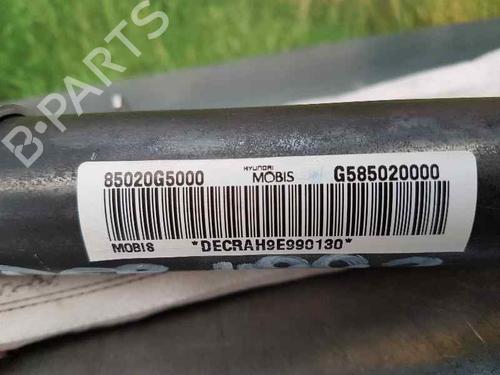 B-PARTS
85020G5000
HYUNDAI
MOBIS
G585020000
MOBIS
*DECRAH9E990130*